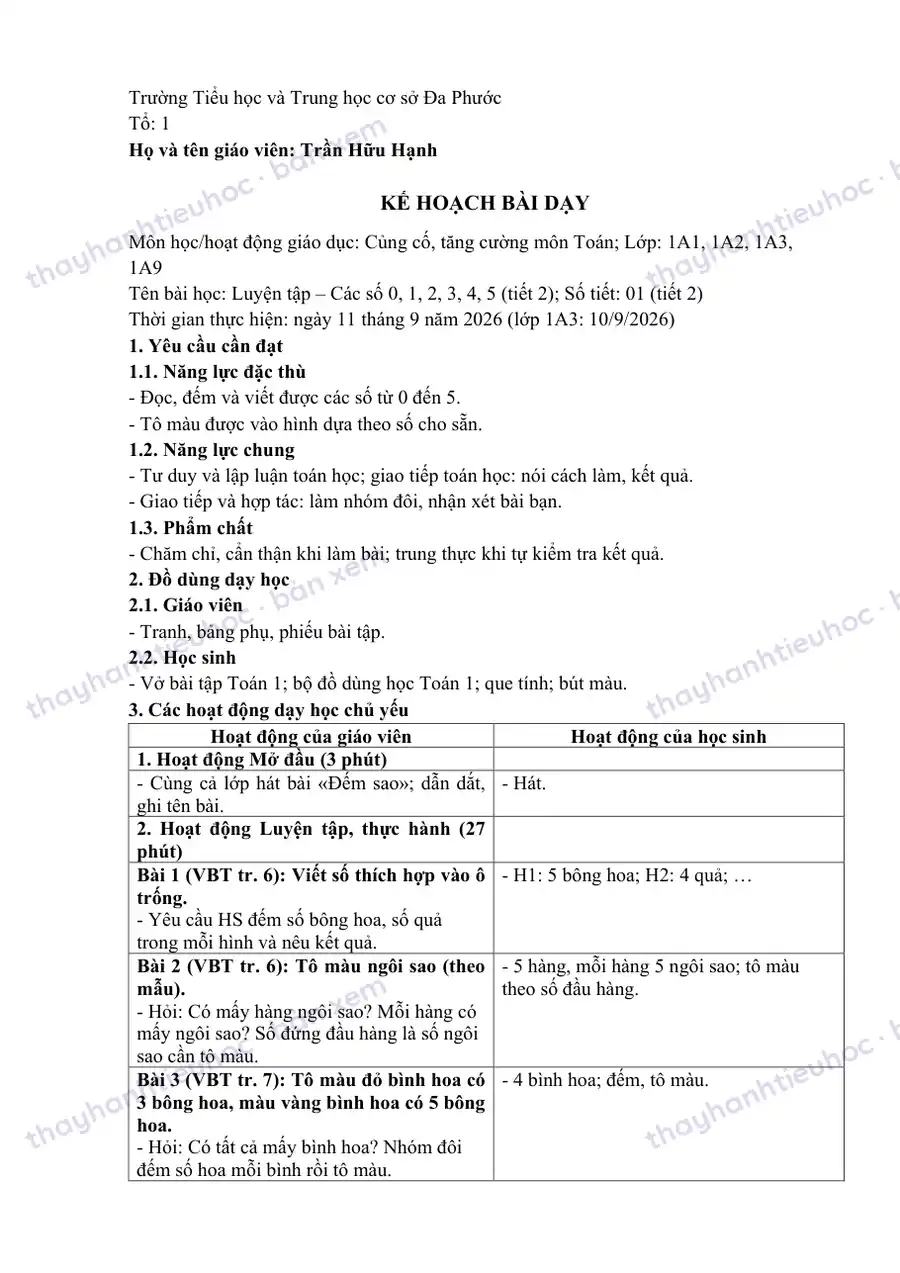 Trường Tiểu học và Trung học cơ sở Đa Phước
Tổ: 1
Họ và tên giáo viên: Trần Hữu Hạnh
KẾ HOẠCH BÀI DẠY
Môn học/hoạt động giáo dục: Củng cố, tăng cường môn Toán; Lớp: 1A1, 1A2, 1A3,
1A9
Tên bài học: Luyện tập – Các số 0, 1, 2, 3, 4, 5 (tiết 2); Số tiết: 01 (tiết 2)
Thời gian thực hiện: ngày 11 tháng 9 năm 2026 (lớp 1A3: 10/9/2026)
1. Yêu cầu cần đạt
1.1. Năng lực đặc thù
- Đọc, đếm và viết được các số từ 0 đến 5.
- Tô màu được vào hình dựa theo số cho sẵn.
1.2. Năng lực chung
- Tư duy và lập luận toán học; giao tiếp toán học: nói cách làm, kết quả.
- Giao tiếp và hợp tác: làm nhóm đôi, nhận xét bài bạn.
1.3. Phẩm chất
- Chăm chỉ, cẩn thận khi làm bài; trung thực khi tự kiểm tra kết quả.
2. Đồ dùng dạy học
2.1. Giáo viên
- Tranh, bảng phụ, phiếu bài tập.
2.2. Học sinh
- Vở bài tập Toán 1; bộ đồ dùng học Toán 1; que tính; bút màu.
3. Các hoạt động dạy học chủ yếu
Hoạt động của giáo viên
Hoạt động của học sinh
1. Hoạt động Mở đầu (3 phút)
- Cùng cả lớp hát bài «Đếm sao»; dẫn dắt,
ghi tên bài.
- Hát.
2. Hoạt động Luyện tập, thực hành (27
phút)
Bài 1 (VBT tr. 6): Viết số thích hợp vào ô
trống.
- Yêu cầu HS đếm số bông hoa, số quả
trong mỗi hình và nêu kết quả.
- H1: 5 bông hoa; H2: 4 quả; …
Bài 2 (VBT tr. 6): Tô màu ngôi sao (theo
mẫu).
- Hỏi: Có mấy hàng ngôi sao? Mỗi hàng có
mấy ngôi sao? Số đứng đầu hàng là số ngôi
sao cần tô màu.
- 5 hàng, mỗi hàng 5 ngôi sao; tô màu
theo số đầu hàng.
Bài 3 (VBT tr. 7): Tô màu đỏ bình hoa có
3 bông hoa, màu vàng bình hoa có 5 bông
hoa.
- Hỏi: Có tất cả mấy bình hoa? Nhóm đôi
đếm số hoa mỗi bình rồi tô màu.
- 4 bình hoa; đếm, tô màu.
thayhanhtieuhoc · bản xem
thayhanhtieuhoc · b
thayhanhtieuhoc · bản xem
thayhanhtieuhoc · b
thayhanhtieuhoc · bản xem
thayhanhtieuhoc · b